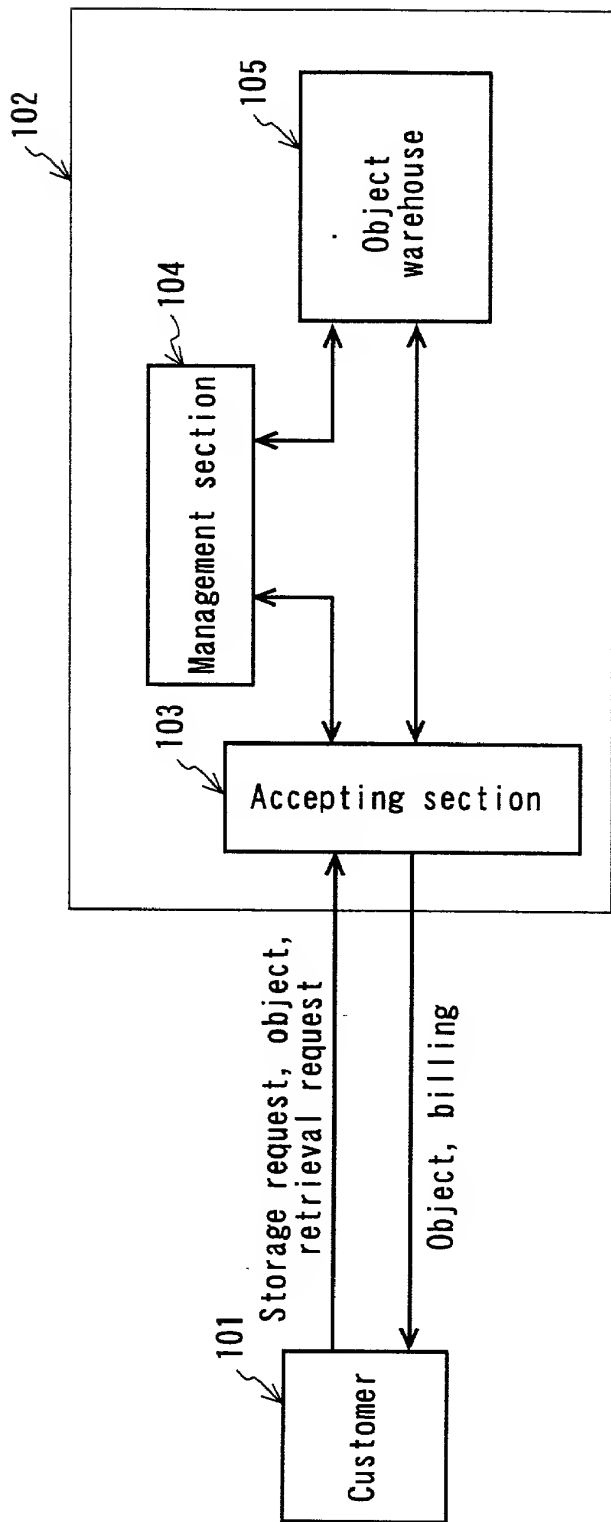 102
104
105
Management section
Object
warehouse
103
Accepting section
Storage request, object,
retrieval request
Object, billing
101
Customer